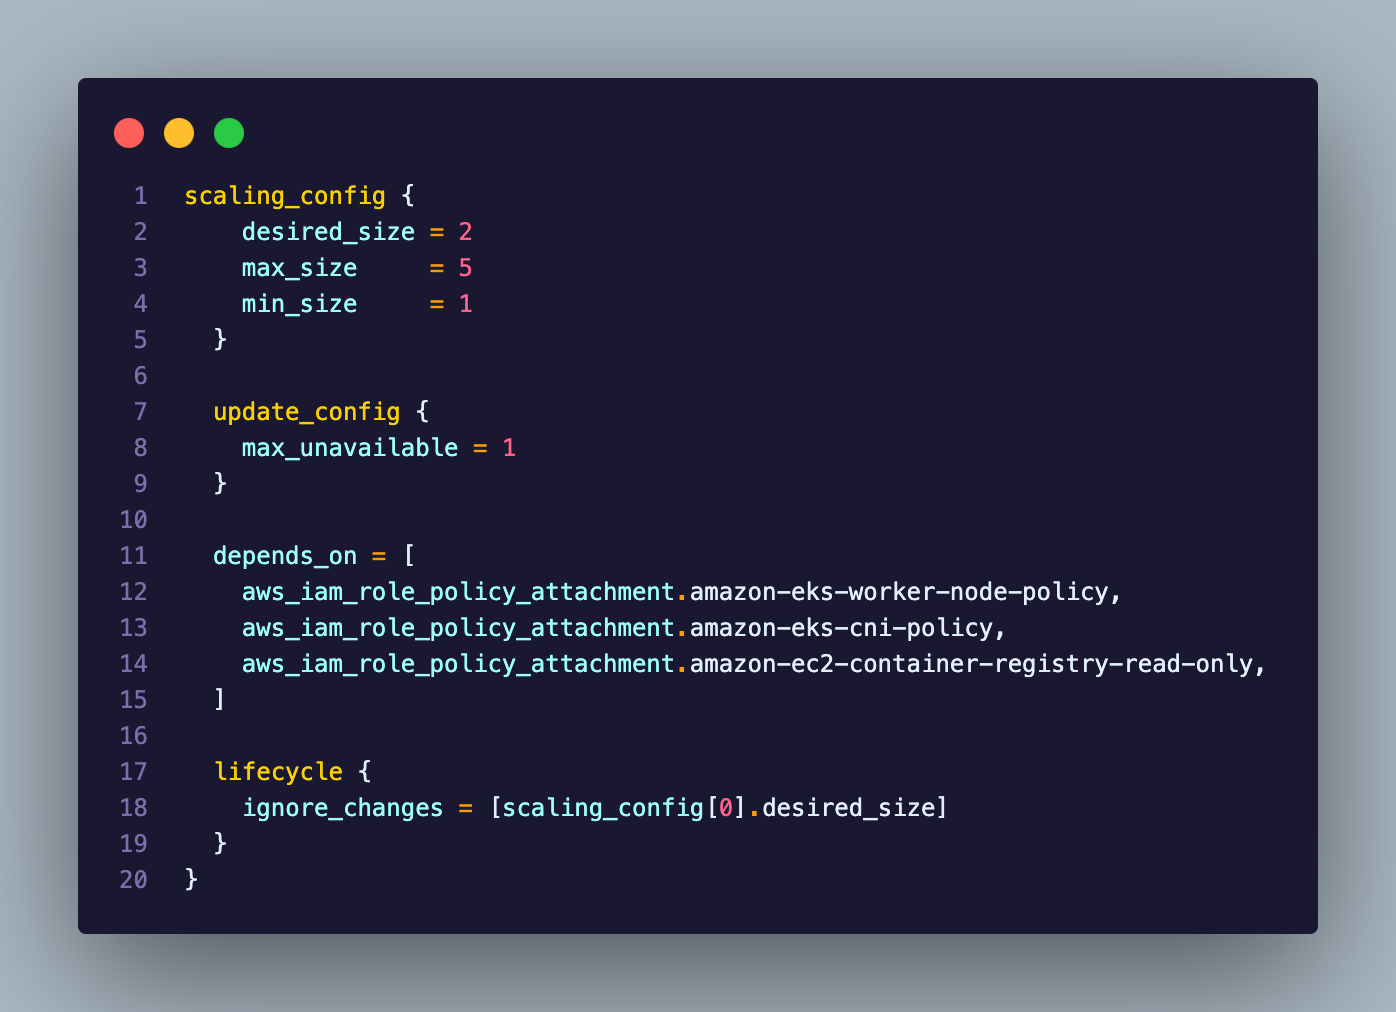 1 scaling_config {
2 desired_size = 2
3 max_size     = 5
4 min_size     = 1
5 }
6
7 update_config {
8 max_unavailable = 1
9 }
10
11 depends_on = [
12 aws_iam_role_policy_attachment.amazon-eks-worker-node-policy,
13 aws_iam_role_policy_attachment.amazon-eks-cni-policy,
14 aws_iam_role_policy_attachment.amazon-ec2-container-registry-read-only,
15 ]
16
17 lifecycle {
18 ignore_changes = [scaling_config[0].desired_size]
19 }
20 }